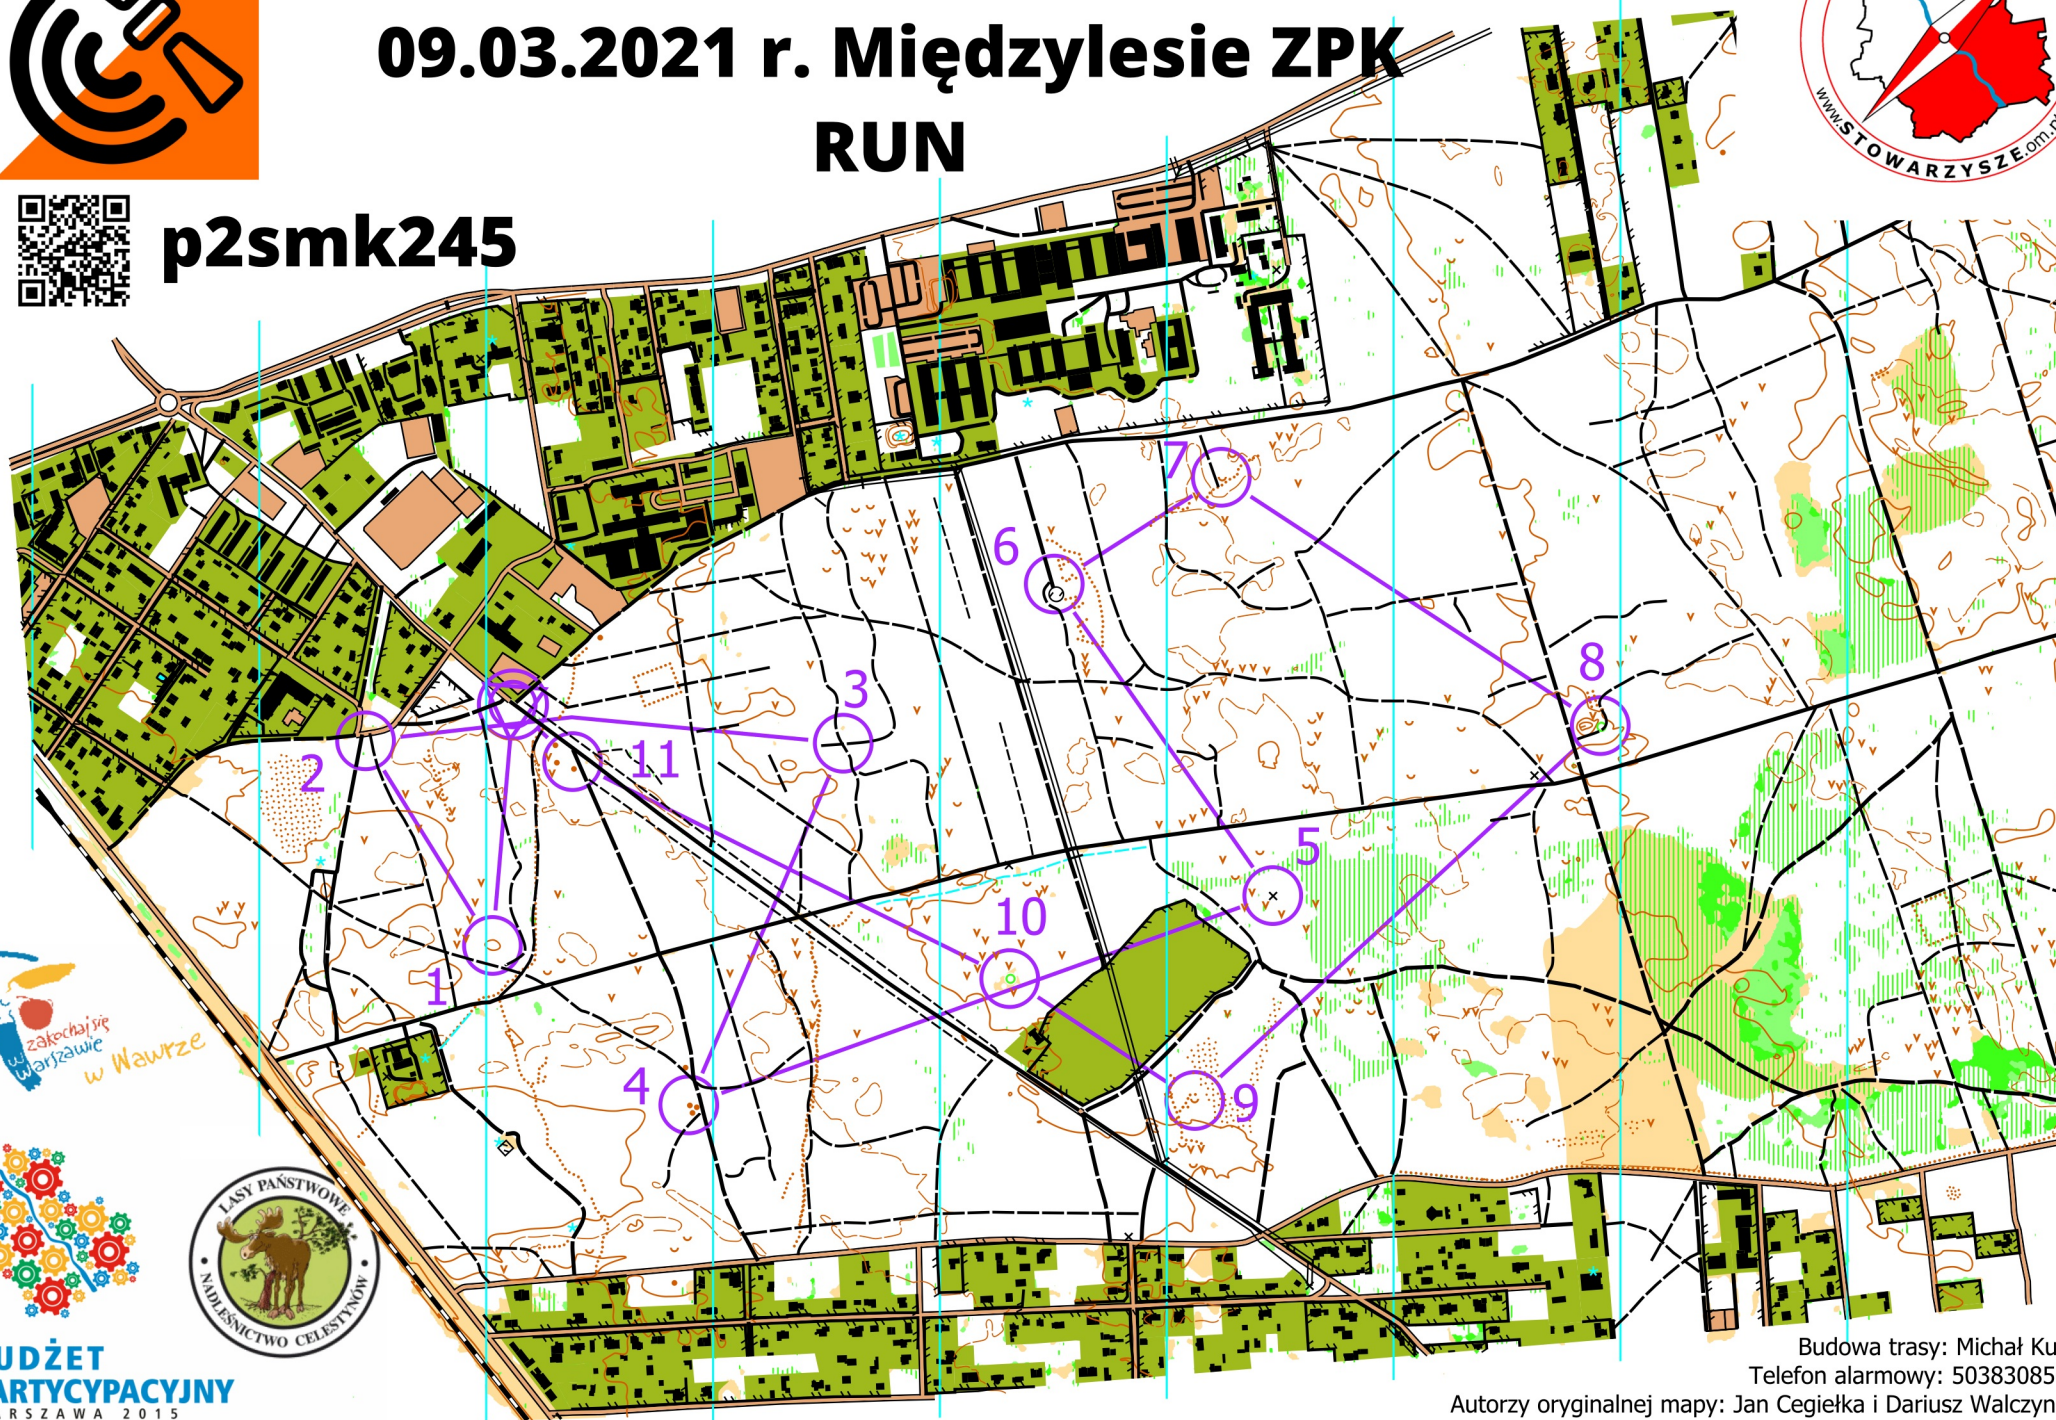 09.03.2021 r. Międzylesie ZPK
RUN
p2smk245
www.STOWARZYSZE.om.pl
7
6
8
3
2
11
5
10
1
4
9
zakochaj się
w Warszawie
w Wawrze
LASY PAŃSTWOWE
NADLEŚNICTWO CELESTYNÓW
UDŻET
ARTYCYPACYJNY
RSZAWA 2015
Budowa trasy: Michał Ku
Telefon alarmowy: 50383085
Autorzy oryginalnej mapy: Jan Cegiełka i Dariusz Walczyn